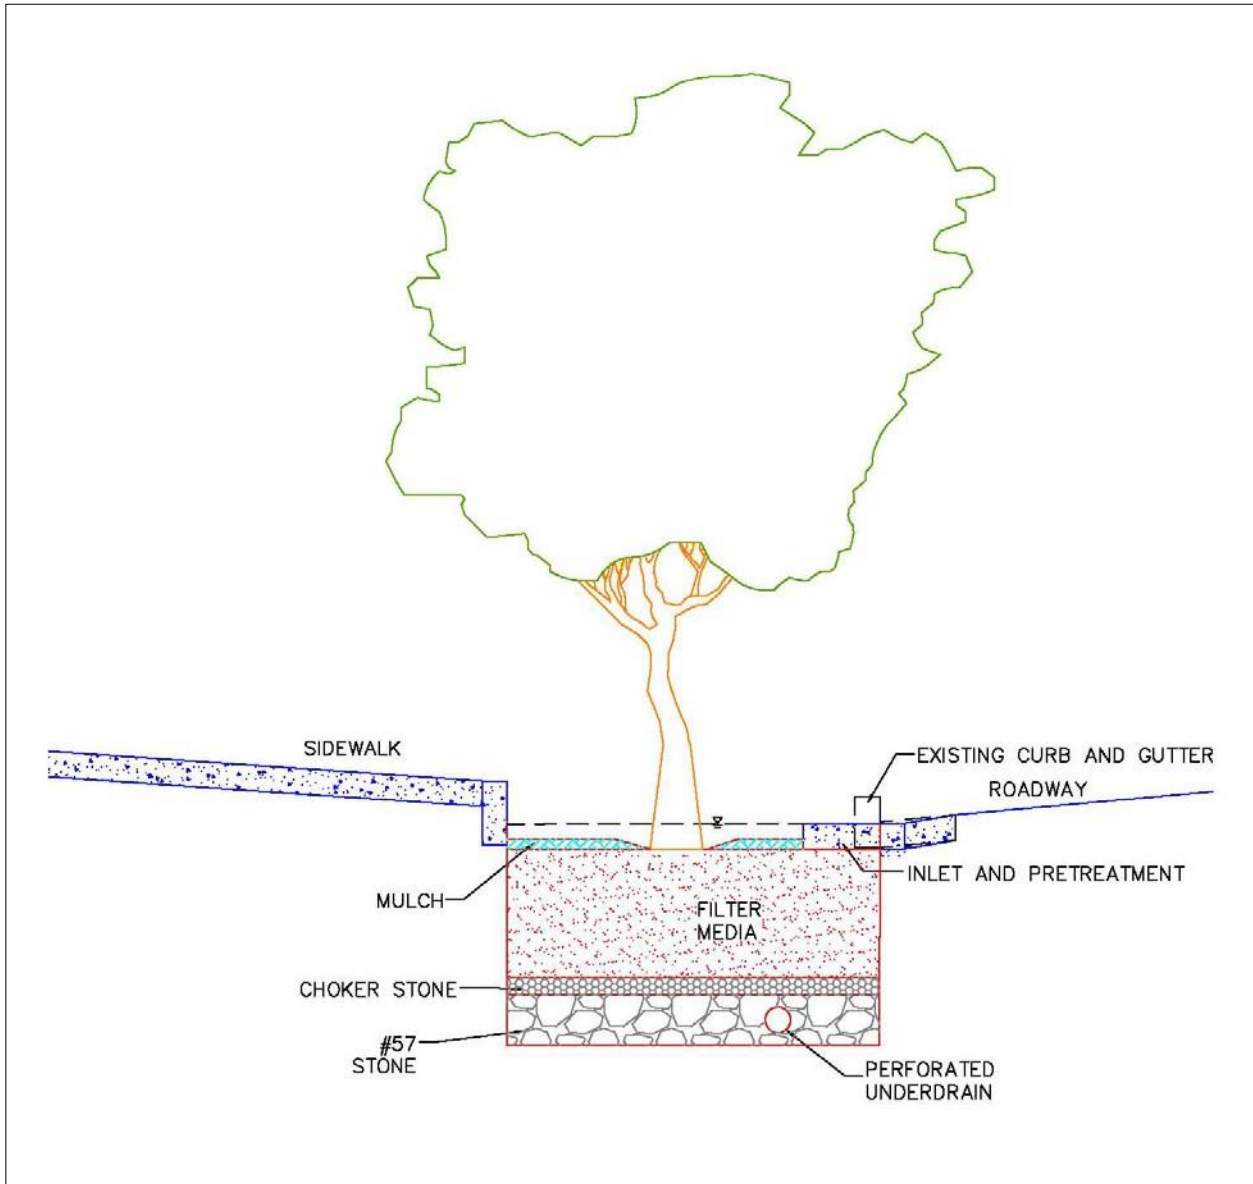 SIDEWALK
EXISTING CURB AND GUTTER
ROADWAY
INLET AND PRETREATMENT
MULCH
FILTER
MEDIA
CHOKER STONE
#57
STONE
PERFORATED
UNDERDRAIN